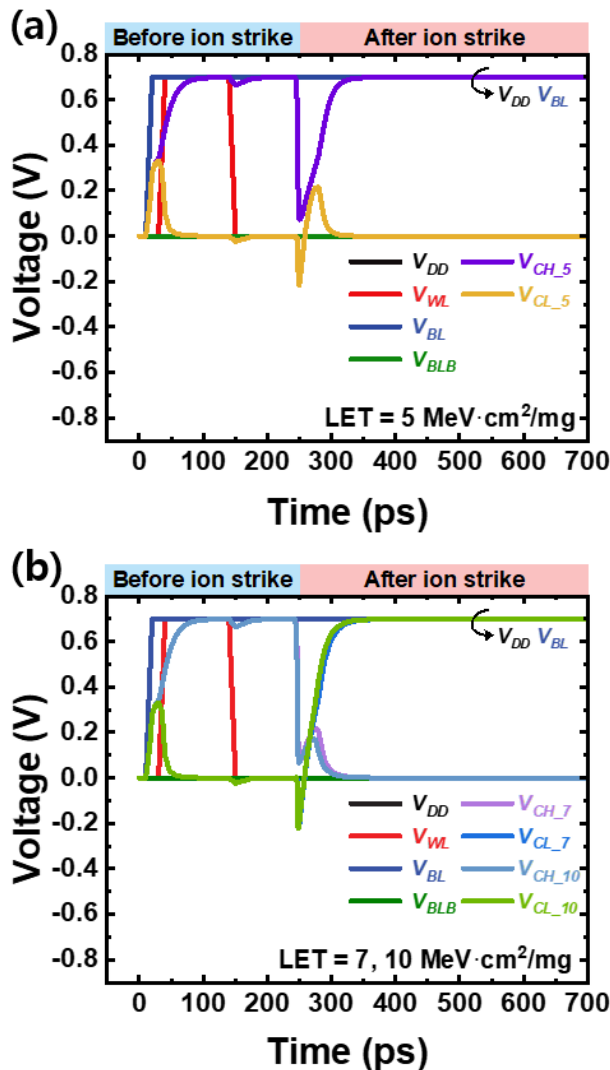 (a)
Before ion strike After ion strike
0.8
0.6
0.4
0.2
0.0
-0.2
-0.4
-0.6
-0.8
Voltage (V)
V_DD V_BL
V_DD V_CH_5
V_WL V_CL_5
V_BL
V_BLB
LET = 5 MeV·cm²/mg
0 100 200 300 400 500 600 700
Time (ps)
(b)
Before ion strike After ion strike
0.8
0.6
0.4
0.2
0.0
-0.2
-0.4
-0.6
-0.8
Voltage (V)
V_DD V_BL
V_DD V_CH_7
V_WL V_CL_7
V_BL V_CH_10
V_BLB V_CL_10
LET = 7, 10 MeV·cm²/mg
0 100 200 300 400 500 600 700
Time (ps)